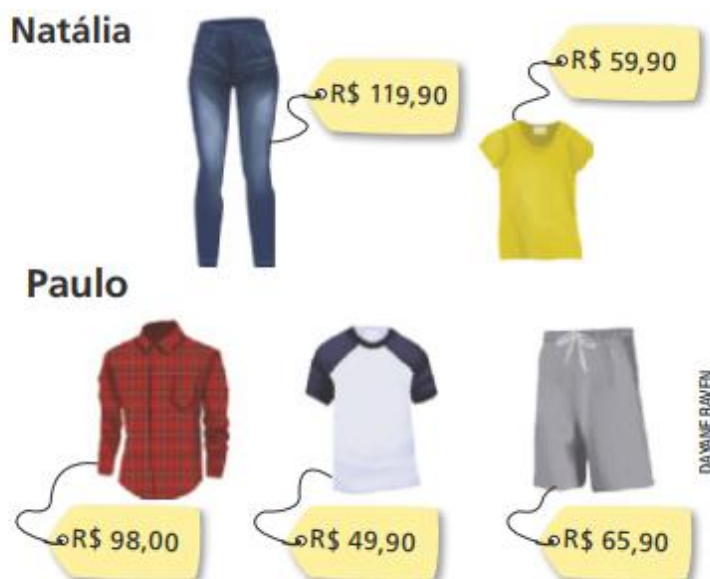 Natália
R$ 119,90
R$ 59,90
Paulo
R$ 98,00
R$ 49,90
R$ 65,90
DAYANE RAVEN